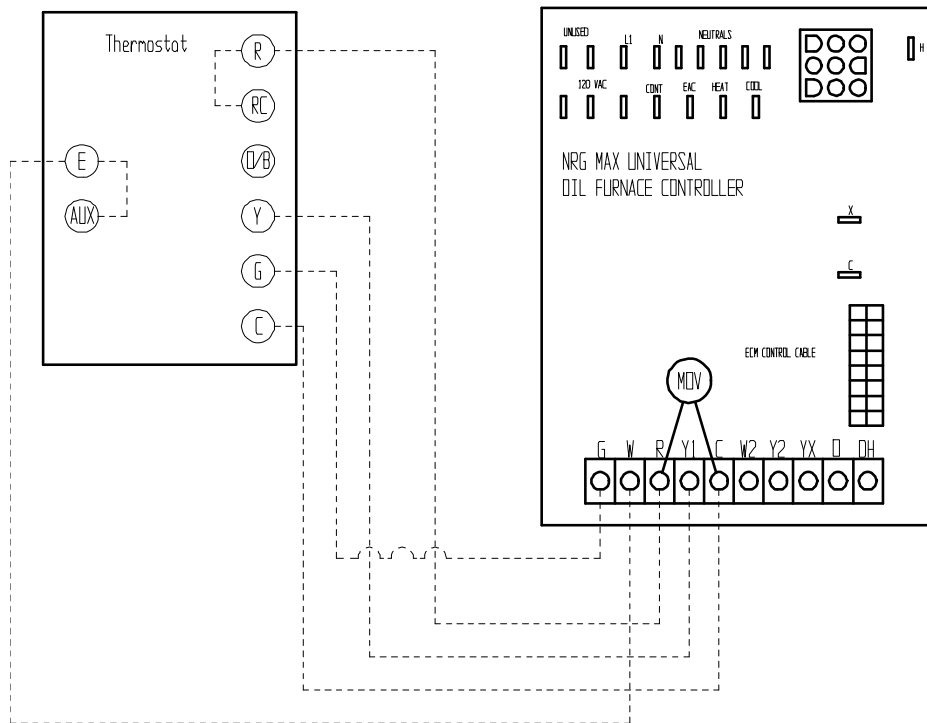 Thermostat
R
RC
O/B
Y
G
C
E
AUX
UNUSED L1 N NEUTRALS
H
120 VAC CONT EAC HEAT COOL
NRG MAX UNIVERSAL
OIL FURNACE CONTROLLER
X
C
ECM CONTROL CABLE
MOV
G W R Y1 C W2 Y2 YX O DH